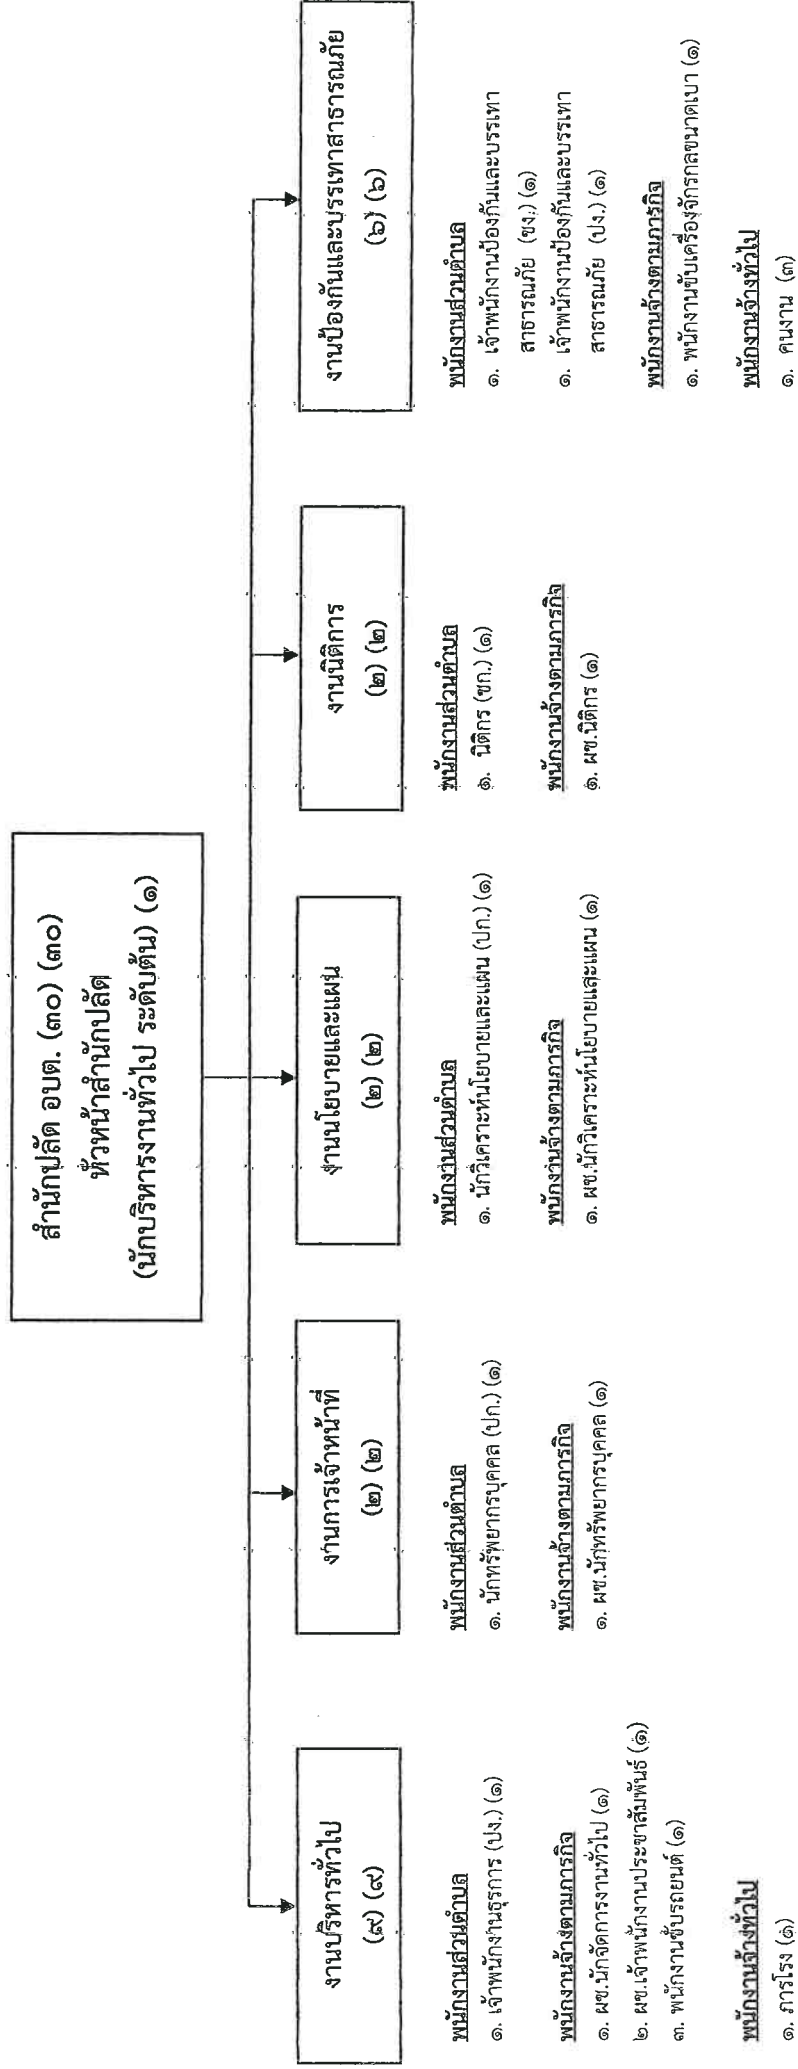 สำนักปลัด อบต. (๓๐) (๓๐)
หัวหน้าสำนักปลัด
(นักบริหารงานทั่วไป ระดับต้น) (๑)
งานบริหารทั่วไป
(๙) (๙)
พนักงานส่วนตำบล
๑. เจ้าพนักงานธุรการ (ปง.) (๑)
พนักงานจ้างตามภารกิจ
๑. ผช.นักจัดการงานทั่วไป (๑)
๒. ผช.เจ้าพนักงานประชาสัมพันธ์ (๑)
๓. พนักงานขับรถยนต์ (๑)
พนักงานจ้างทั่วไป
๑. ภารโรง (๑)
งานการเจ้าหน้าที่
(๒) (๒)
พนักงานส่วนตำบล
๑. นักทรัพยากรบุคคล (ปก.) (๑)
พนักงานจ้างตามภารกิจ
๑. ผช.นักทรัพยากรบุคคล (๑)
งานนโยบายและแผน
(๒) (๒)
พนักงานส่วนตำบล
๑. นักวิเคราะห์นโยบายและแผน (ปก.) (๑)
พนักงานจ้างตามภารกิจ
๑. ผช.นักวิเคราะห์นโยบายและแผน (๑)
งานนิติการ
(๒) (๒)
พนักงานส่วนตำบล
๑. นิติกร (ชก.) (๑)
พนักงานจ้างตามภารกิจ
๑. ผช.นิติกร (๑)
งานป้องกันและบรรเทาสาธารณภัย
(๖) (๖)
พนักงานส่วนตำบล
๑. เจ้าพนักงานป้องกันและบรรเทา
สาธารณภัย (ชง.) (๑)
๑. เจ้าพนักงานป้องกันและบรรเทา
สาธารณภัย (ปง.) (๑)
พนักงานจ้างตามภารกิจ
๑. พนักงานขับเครื่องจักรกลขนาดเบา (๑)
พนักงานจ้างทั่วไป
๑. คนงาน (๓)